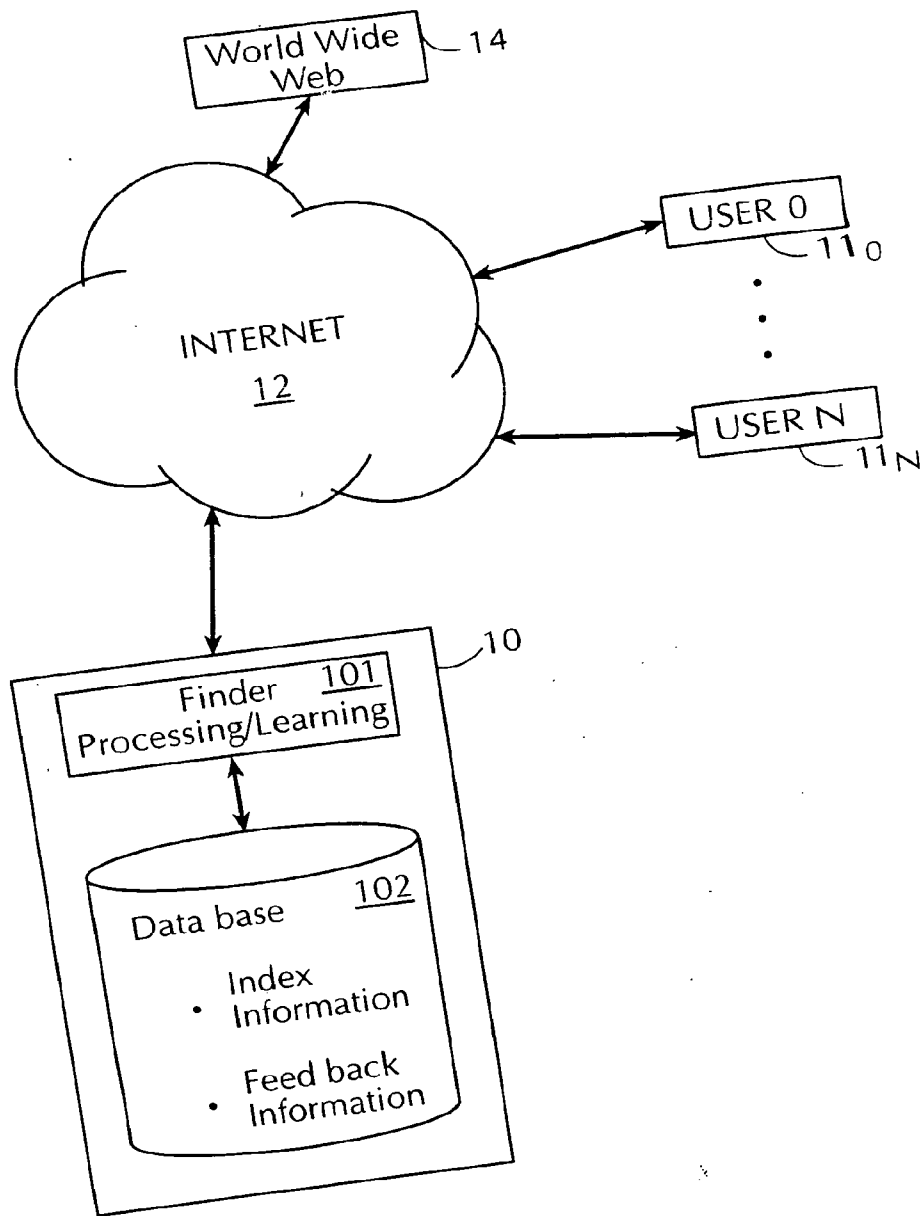 World Wide
Web
14
USER 0
11₀
INTERNET
12
USER N
11N
10
101
Finder
Processing/Learning
102
Data base
• Index
Information
• Feed back
Information